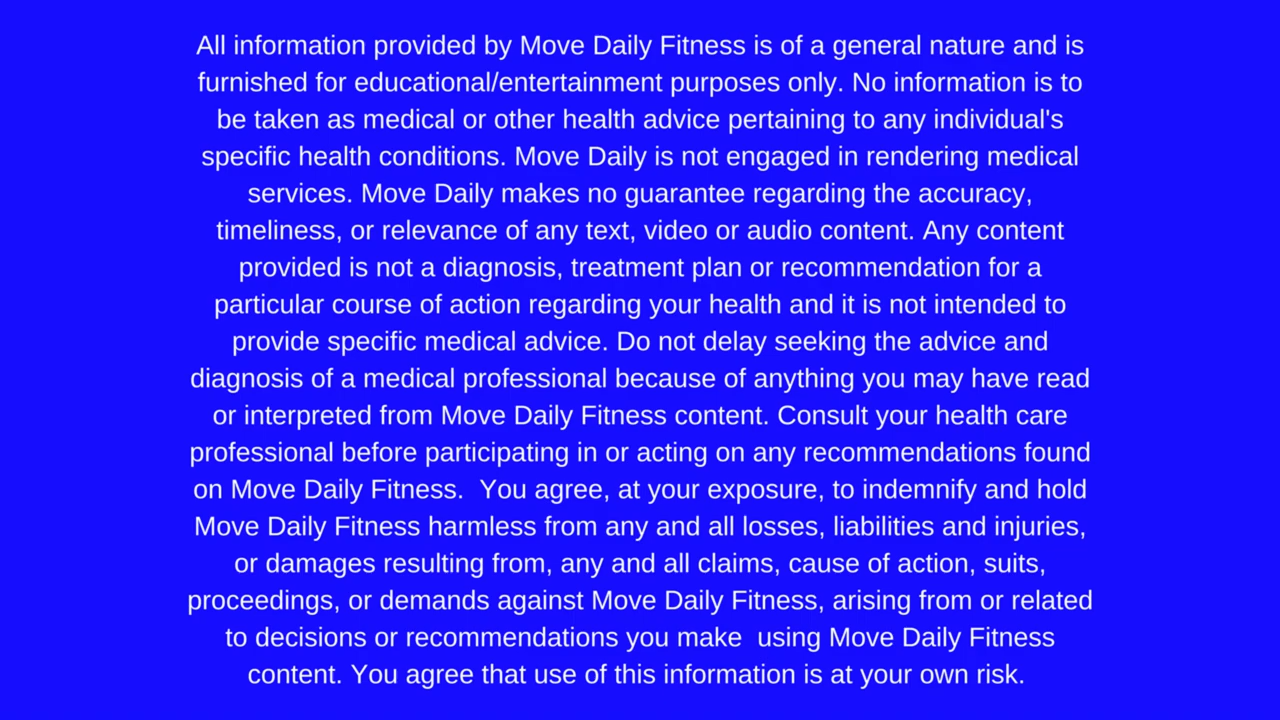 All information provided by Move Daily Fitness is of a general nature and is
furnished for educational/entertainment purposes only. No information is to
be taken as medical or other health advice pertaining to any individual's
specific health conditions. Move Daily is not engaged in rendering medical
services. Move Daily makes no guarantee regarding the accuracy,
timeliness, or relevance of any text, video or audio content. Any content
provided is not a diagnosis, treatment plan or recommendation for a
particular course of action regarding your health and it is not intended to
provide specific medical advice. Do not delay seeking the advice and
diagnosis of a medical professional because of anything you may have read
or interpreted from Move Daily Fitness content. Consult your health care
professional before participating in or acting on any recommendations found
on Move Daily Fitness.  You agree, at your exposure, to indemnify and hold
Move Daily Fitness harmless from any and all losses, liabilities and injuries,
or damages resulting from, any and all claims, cause of action, suits,
proceedings, or demands against Move Daily Fitness, arising from or related
to decisions or recommendations you make  using Move Daily Fitness
content. You agree that use of this information is at your own risk.